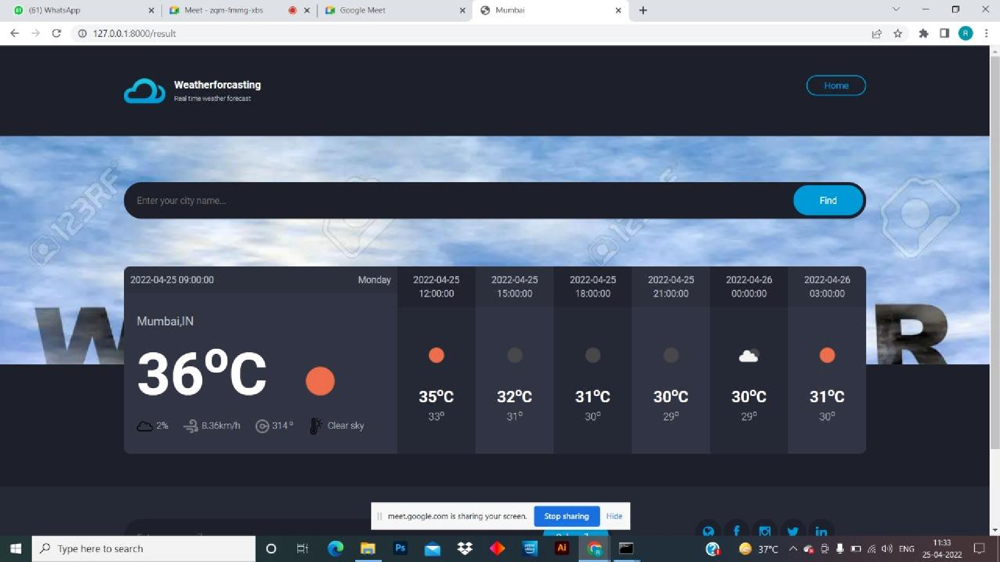 (61) WhatsApp
Meet - zqm-fmmg-xbs
Google Meet
Mumbai
127.0.0.1:8000/result
R
Weatherforcasting
Real time weather forecast
Home
123RF
Enter your city name...
Find
2022-04-25 09:00:00
Monday
Mumbai,IN
36°C
2%
8.36km/h
314°
Clear sky
2022-04-25
12:00:00
35°C
33°
2022-04-25
15:00:00
32°C
31°
2022-04-25
18:00:00
31°C
30°
2022-04-25
21:00:00
30°C
29°
2022-04-26
00:00:00
30°C
29°
2022-04-26
03:00:00
31°C
30°
W
R
meet.google.com is sharing your screen.
Stop sharing
Hide
Type here to search
Ps
prime video
Ai
37°C
ENG
11:33
25-04-2022